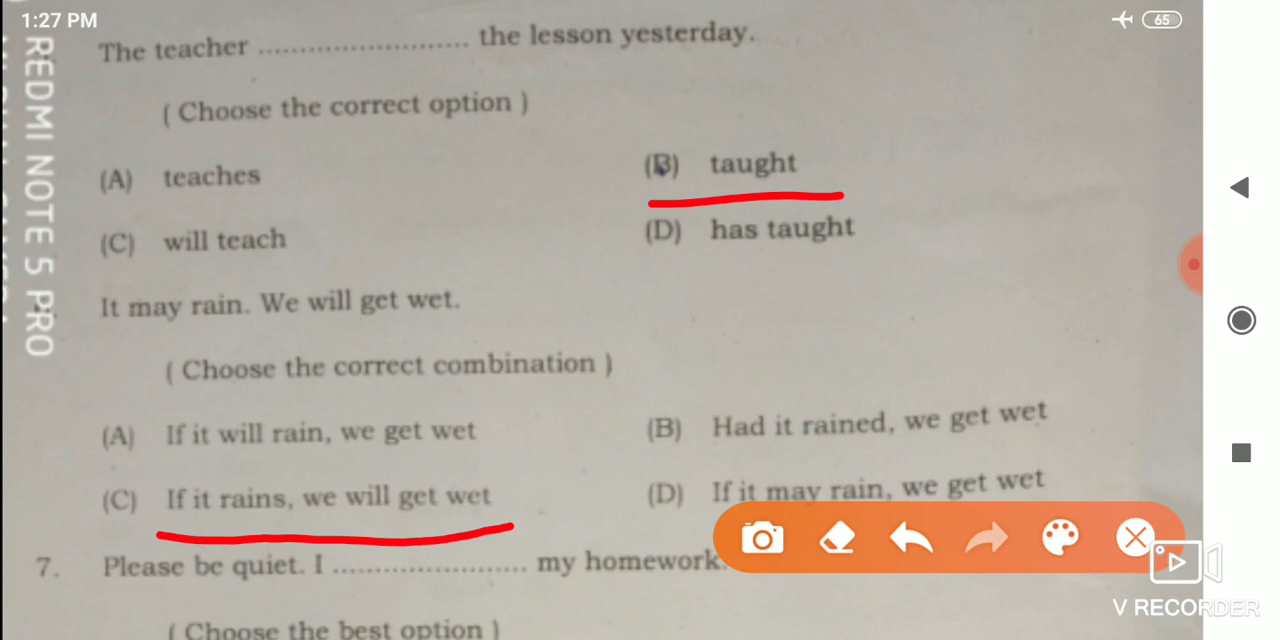 1:27 PM
65
REDMI NOTE 5 PRO
The teacher ........................ the lesson yesterday.
( Choose the correct option )
(A) teaches
(B) taught
(C) will teach
(D) has taught
It may rain. We will get wet.
( Choose the correct combination )
(A) If it will rain, we get wet
(B) Had it rained, we get wet
(C) If it rains, we will get wet
(D) If it may rain, we get wet
7. Please be quiet. I ...................... my homework.
( Choose the best option )
V RECORDER